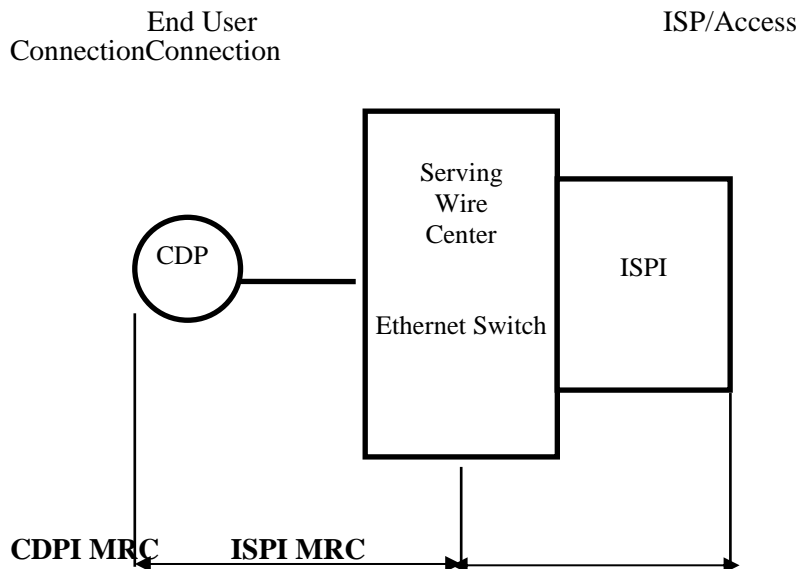 End User ISP/Access
ConnectionConnection
Serving
Wire
Center
CDP
ISPI
Ethernet Switch
CDPI MRC ISPI MRC